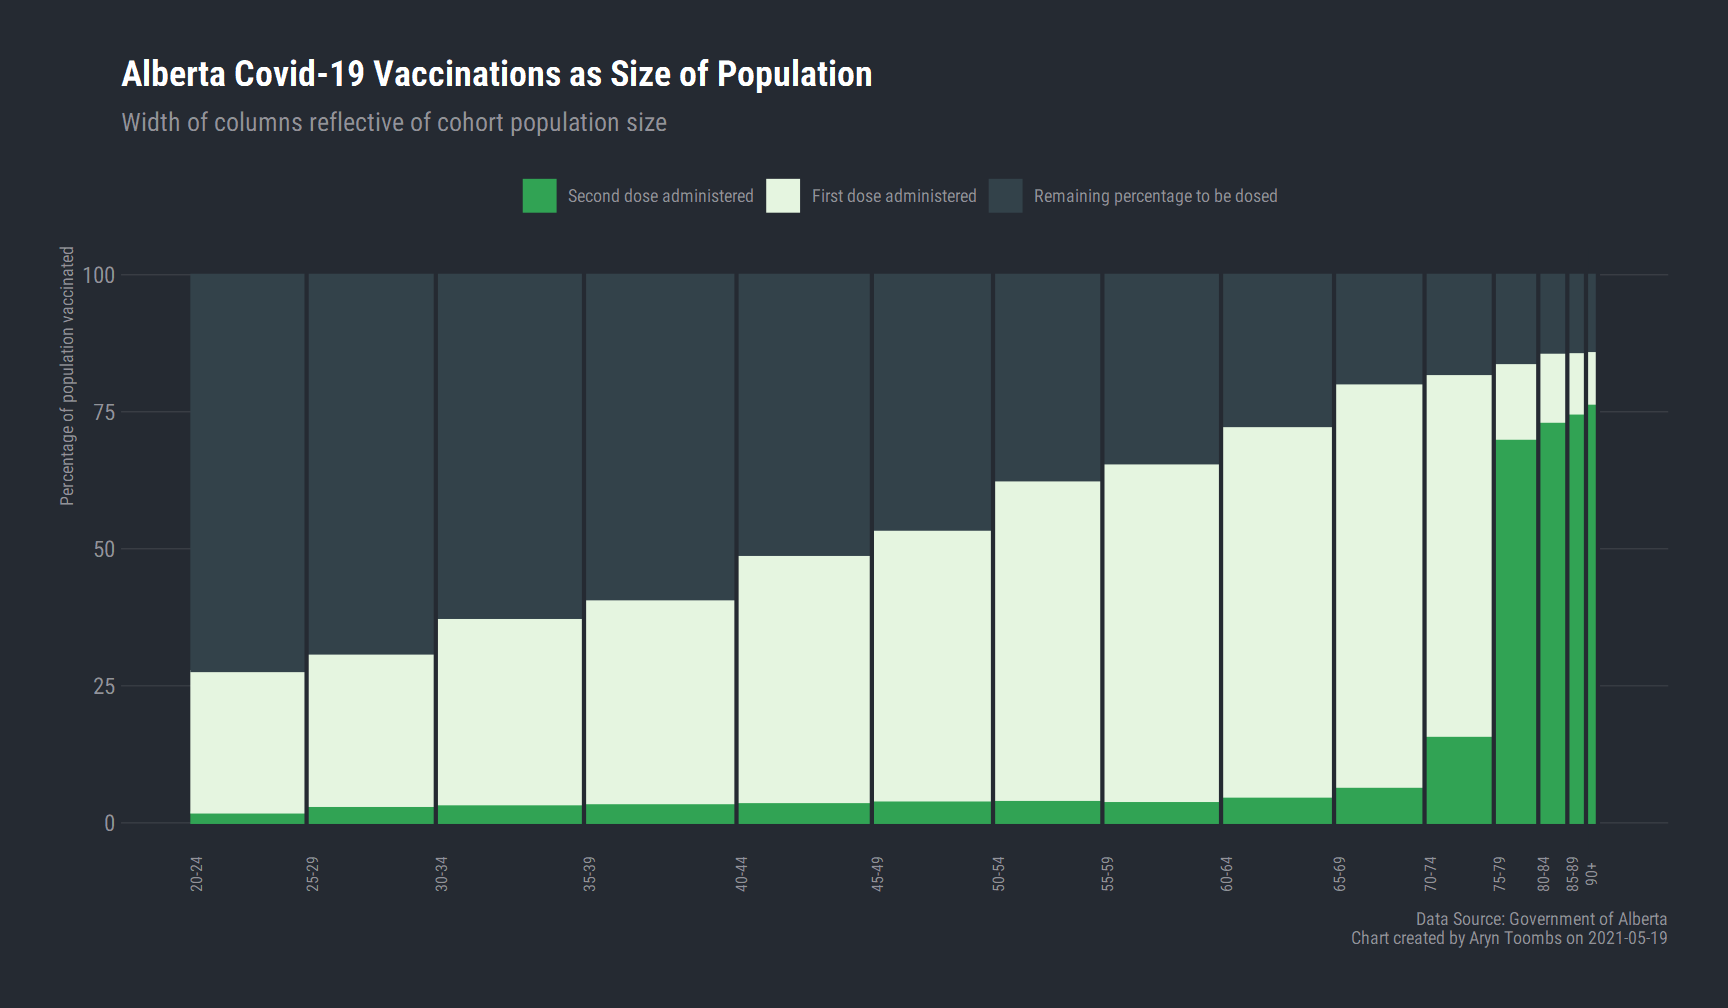 Alberta Covid-19 Vaccinations as Size of Population
Width of columns reflective of cohort population size
Second dose administered
First dose administered
Remaining percentage to be dosed
Percentage of population vaccinated
100
75
50
25
0
20-24
25-29
30-34
35-39
40-44
45-49
50-54
55-59
60-64
65-69
70-74
75-79
80-84
85-89
90+
Data Source: Government of Alberta
Chart created by Aryn Toombs on 2021-05-19